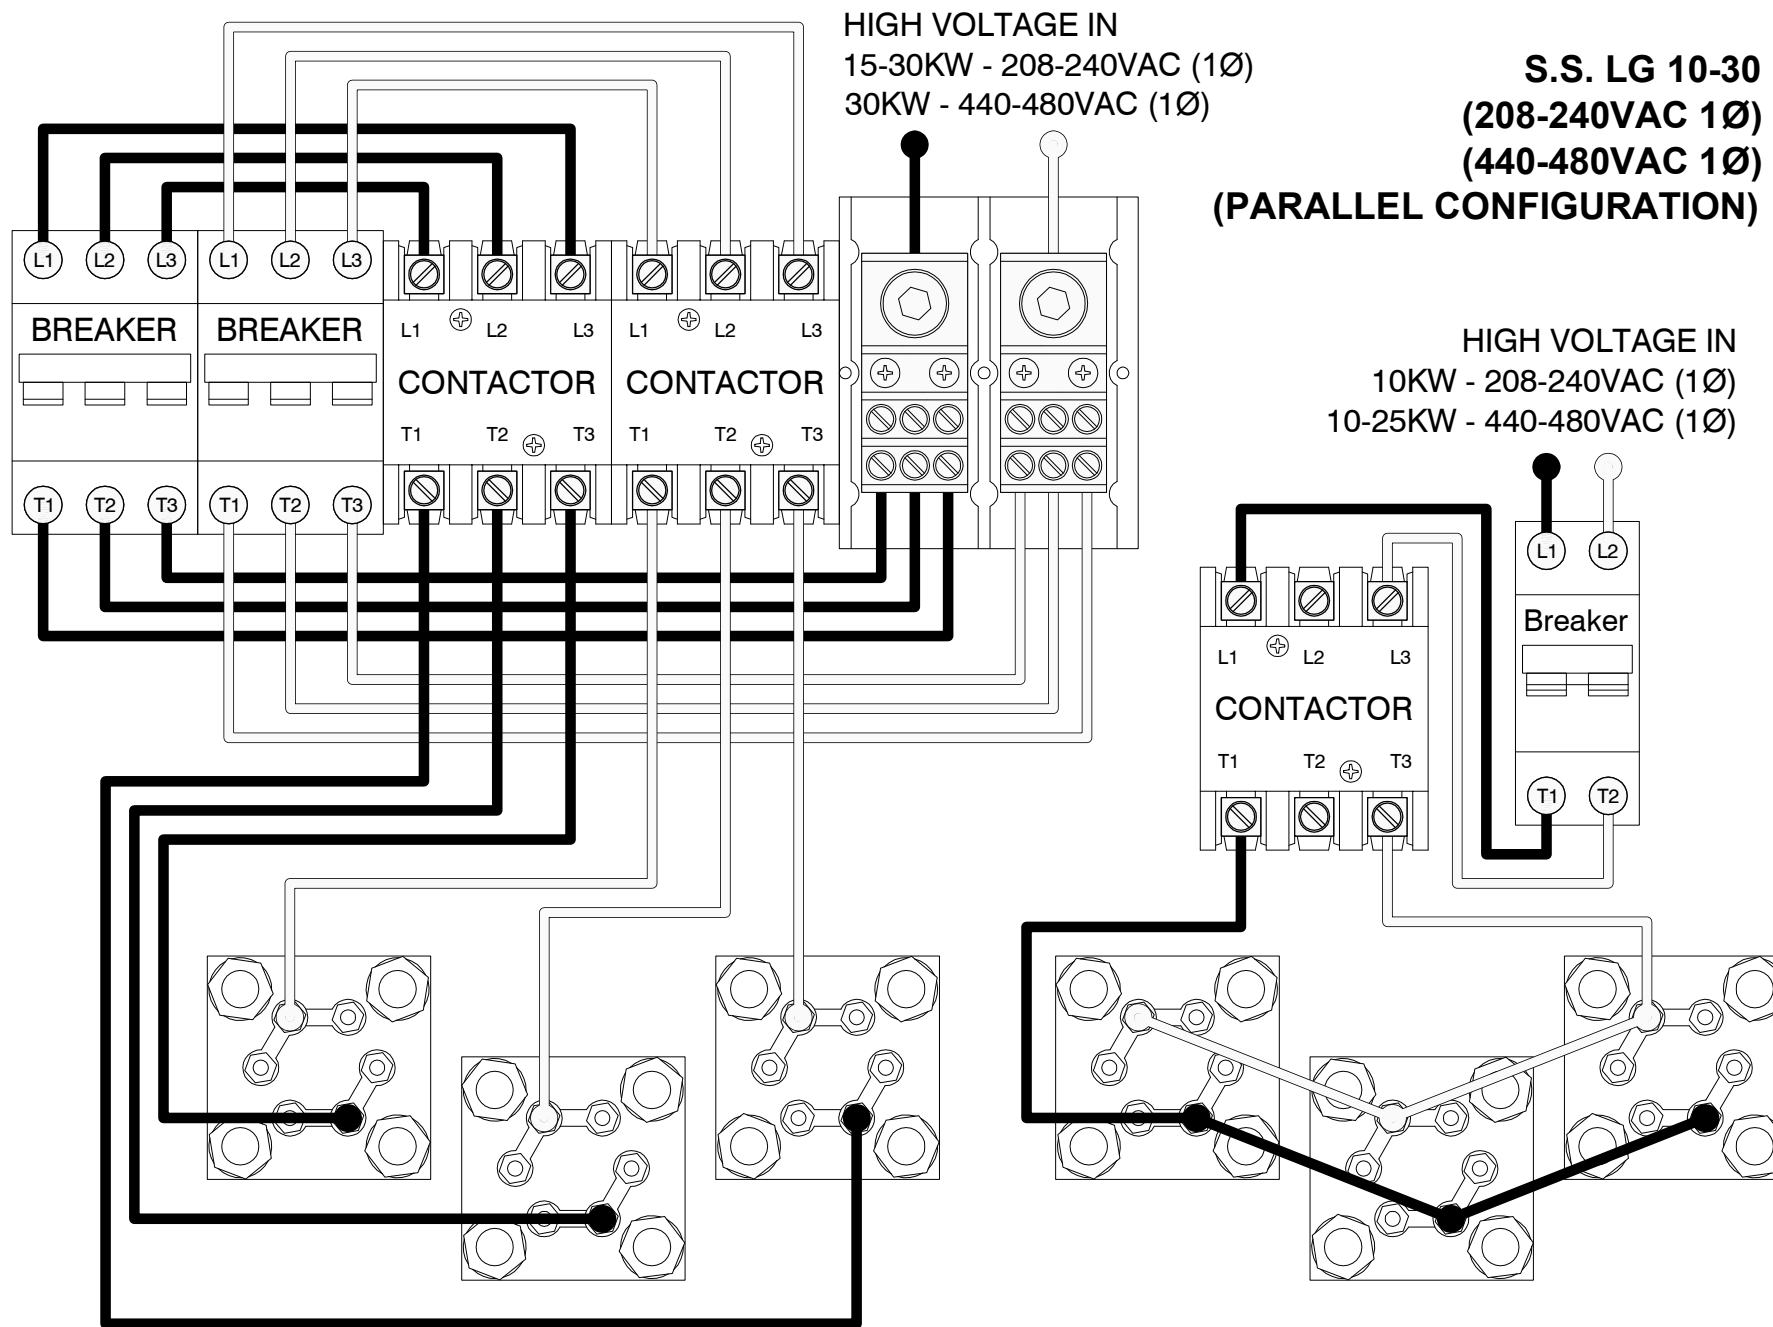 HIGH VOLTAGE IN
15-30KW - 208-240VAC (1Ø)
30KW - 440-480VAC (1Ø)
S.S. LG 10-30
(208-240VAC 1Ø)
(440-480VAC 1Ø)
(PARALLEL CONFIGURATION)
L1 L2 L3 L1 L2 L3
BREAKER BREAKER
L1 L2 L3 L1 L2 L3
CONTACTOR CONTACTOR
T1 T2 T3 T1 T2 T3
T1 T2 T3 T1 T2 T3
HIGH VOLTAGE IN
10KW - 208-240VAC (1Ø)
10-25KW - 440-480VAC (1Ø)
L1 L2
Breaker
L1 L2 L3
CONTACTOR
T1 T2 T3
T1 T2